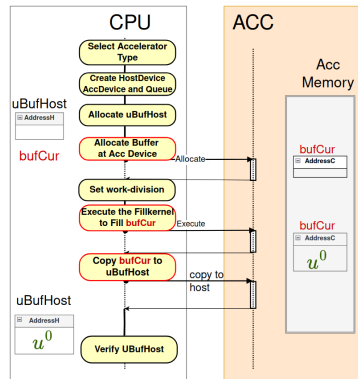 CPU
ACC
Select Accelerator
Type
Create HostDevice
AccDevice and Queue
Acc
Memory
uBufHost
AddressH
Allocate uBufHost
bufCur
Allocate Buffer
at Acc Device
Allocate
bufCur
AddressC
Set work-division
Execute the Fillkernel
to Fill bufCur
Execute
bufCur
AddressC
u⁰
Copy bufCur to
uBufHost
copy to
host
uBufHost
AddressH
u⁰
Verify UBufHost